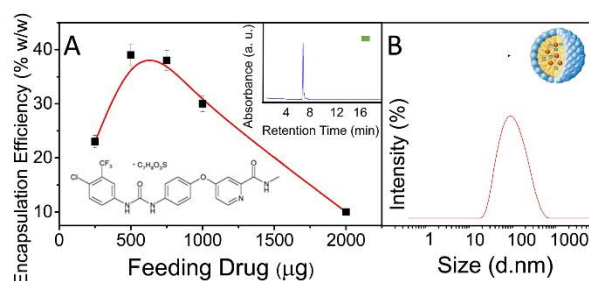 A
Encapsulation Efficiency (% w/w)
40
30
20
10
0
500
1000
1500
2000
Feeding Drug (µg)
Absorbance (a. u.)
4
8
12
16
Retention Time (min)
• C₇H₈O₃S
CF₃
Cl
N
H
N
H
O
O
N
O
H
N
B
Intensity (%)
1
10
100
1000
Size (d.nm)